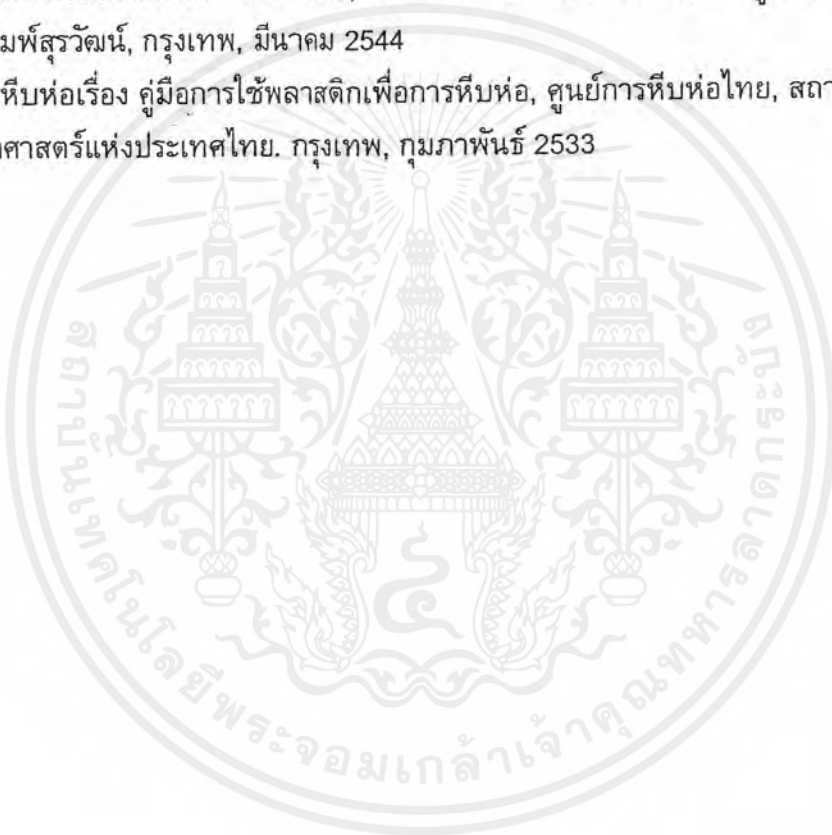 มพ์สุรวัฒน์, กรุงเทพ, มีนาคม 2544
หีบห่อเรื่อง คู่มือการใช้พลาสติกเพื่อการหีบห่อ, ศูนย์การหีบห่อไทย, สถา
ศาสตร์แห่งประเทศไทย. กรุงเทพ, กุมภาพันธ์ 2533
สถาบันเทคโนโลยีพระจอมเกล้าเจ้าคุณทหารลาดกระบัง